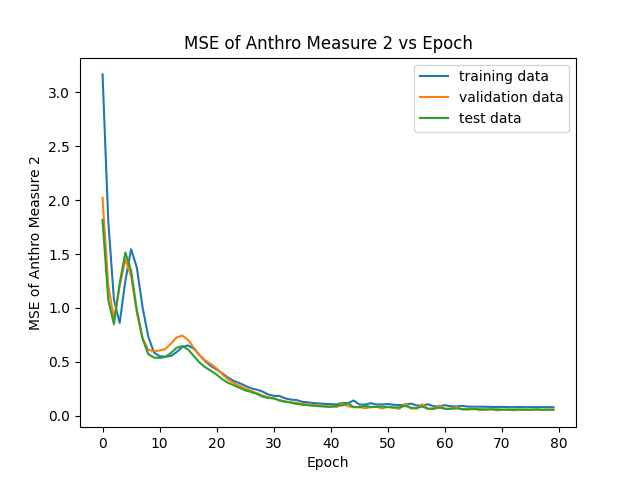 MSE of Anthro Measure 2 vs Epoch
training data
validation data
test data
MSE of Anthro Measure 2
3.0
2.5
2.0
1.5
1.0
0.5
0.0
0 10 20 30 40 50 60 70 80
Epoch